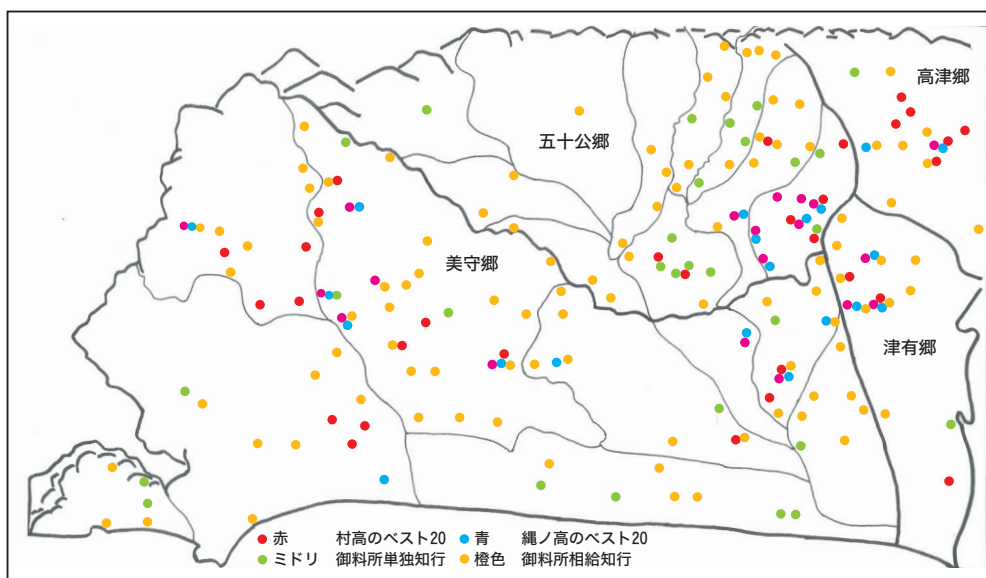 高津郷
五十公郷
美守郷
津有郷
赤 村高のベスト20 青 縄ノ高のベスト20
ミドリ 御料所単独知行 橙色 御料所相給知行